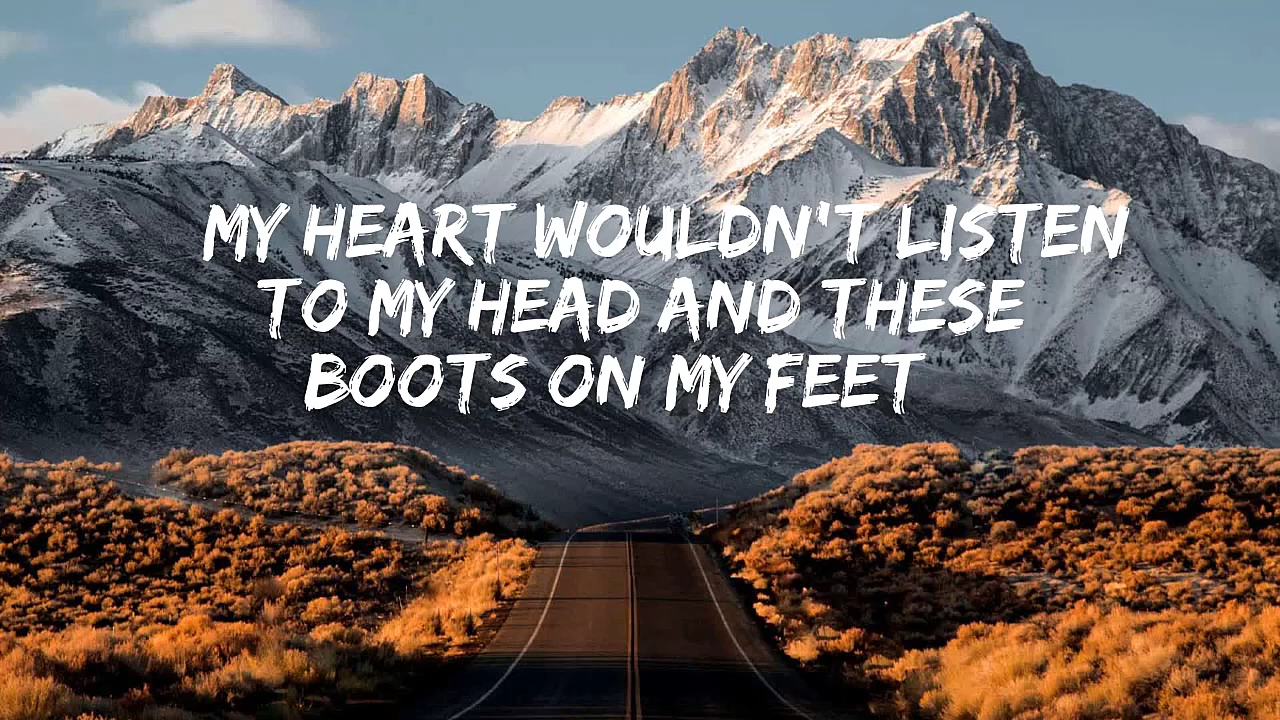 MY HEART WOULDN'T LISTEN
TO MY HEAD AND THESE
BOOTS ON MY FEET